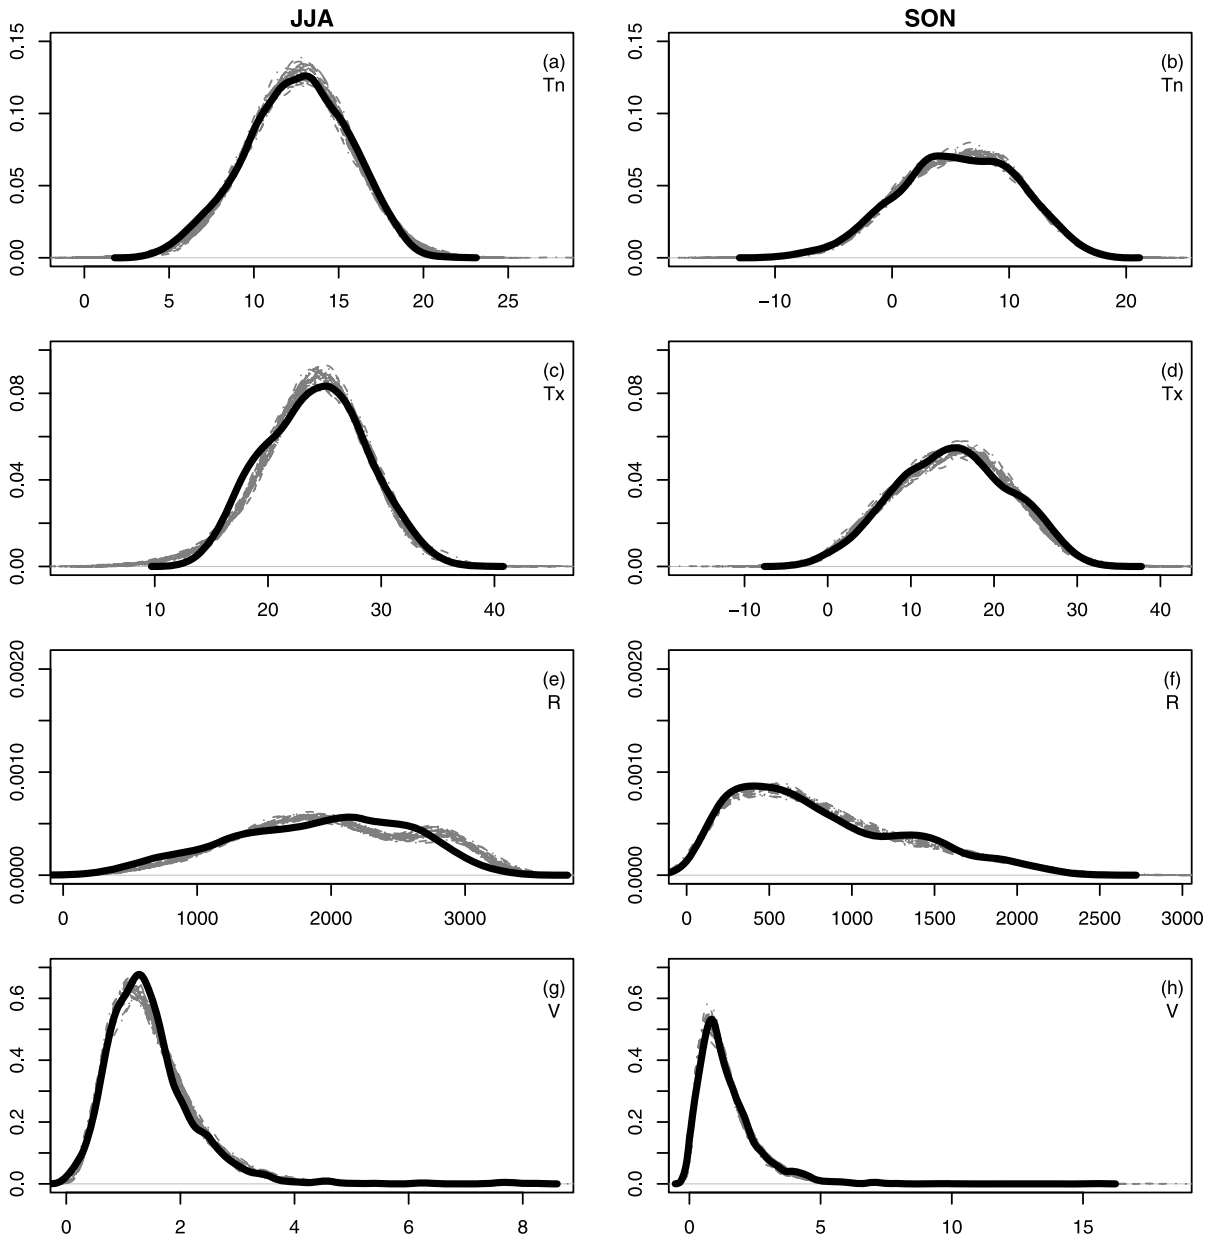 JJA
SON
0.00 0.05 0.10 0.15
(a)
Tn
0 5 10 15 20 25
0.00 0.05 0.10 0.15
(b)
Tn
−10 0 10 20
0.00 0.04 0.08
(c)
Tx
10 20 30 40
0.00 0.04 0.08
(d)
Tx
−10 0 10 20 30 40
0.0000 0.0010 0.0020
(e)
R
0 1000 2000 3000
0.0000 0.0010 0.0020
(f)
R
0 500 1000 1500 2000 2500 3000
0.0 0.2 0.4 0.6
(g)
V
0 2 4 6 8
0.0 0.2 0.4 0.6
(h)
V
0 5 10 15